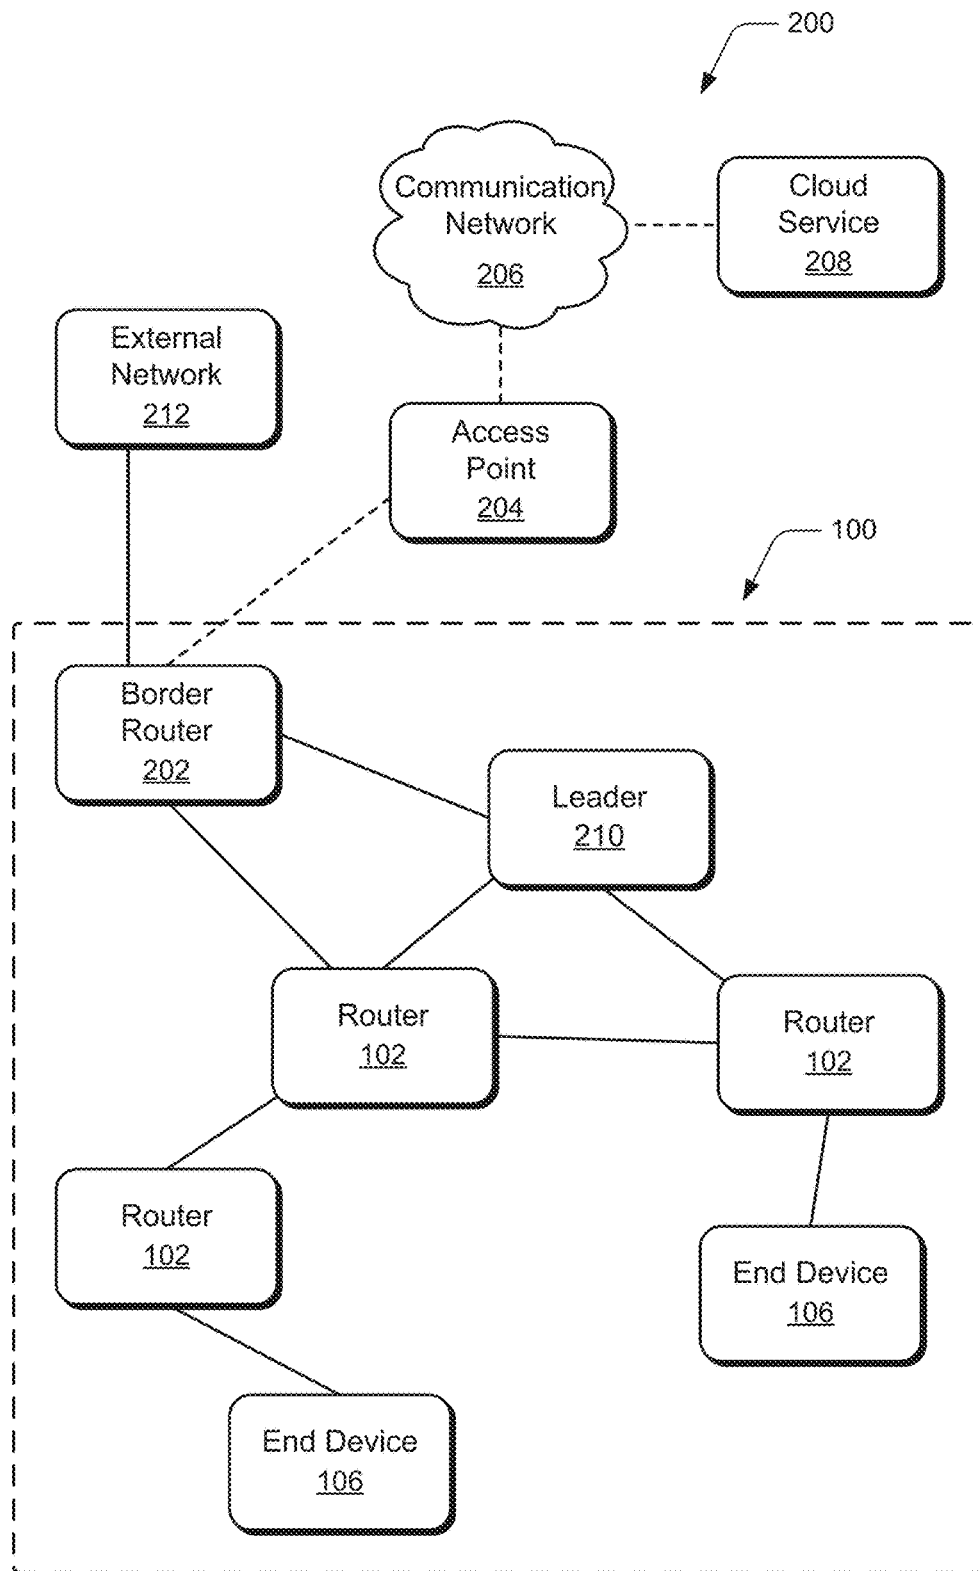 200
Communication
Network
206
Cloud
Service
208
External
Network
212
Access
Point
204
100
Border
Router
202
Leader
210
Router
102
Router
102
Router
102
End Device
106
End Device
106